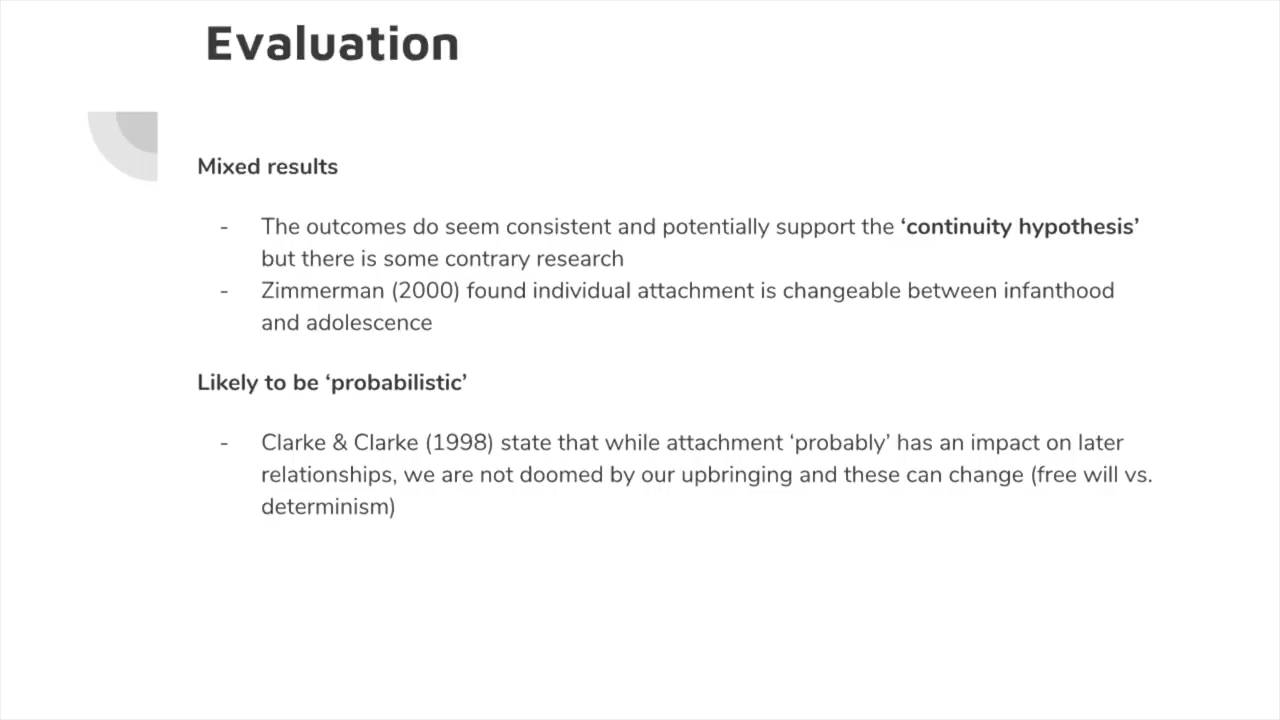 Evaluation
Mixed results
- The outcomes do seem consistent and potentially support the ‘continuity hypothesis’
but there is some contrary research
- Zimmerman (2000) found individual attachment is changeable between infanthood
and adolescence
Likely to be ‘probabilistic’
- Clarke & Clarke (1998) state that while attachment ‘probably’ has an impact on later
relationships, we are not doomed by our upbringing and these can change (free will vs.
determinism)